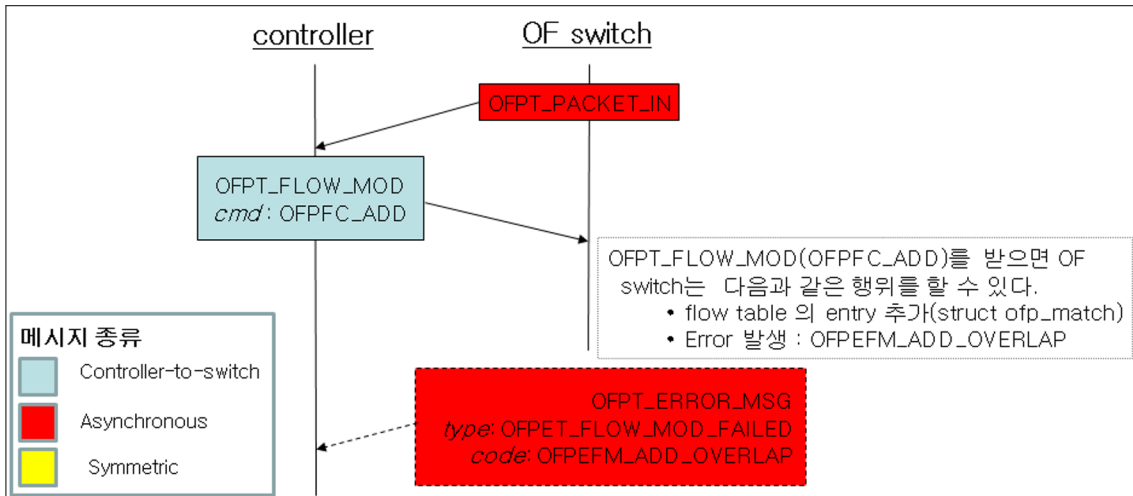 controller
OF switch
OFPT_PACKET_IN
OFPT_FLOW_MOD
cmd: OFPFC_ADD
OFPT_FLOW_MOD(OFPFC_ADD)를 받으면 OF
switch는 다음과 같은 행위를 할 수 있다.
• flow table 의 entry 추가(struct ofp_match)
• Error 발생 : OFPEFM_ADD_OVERLAP
메시지 종류
Controller-to-switch
Asynchronous
Symmetric
OFPT_ERROR_MSG
type: OFPET_FLOW_MOD_FAILED
code: OFPEFM_ADD_OVERLAP